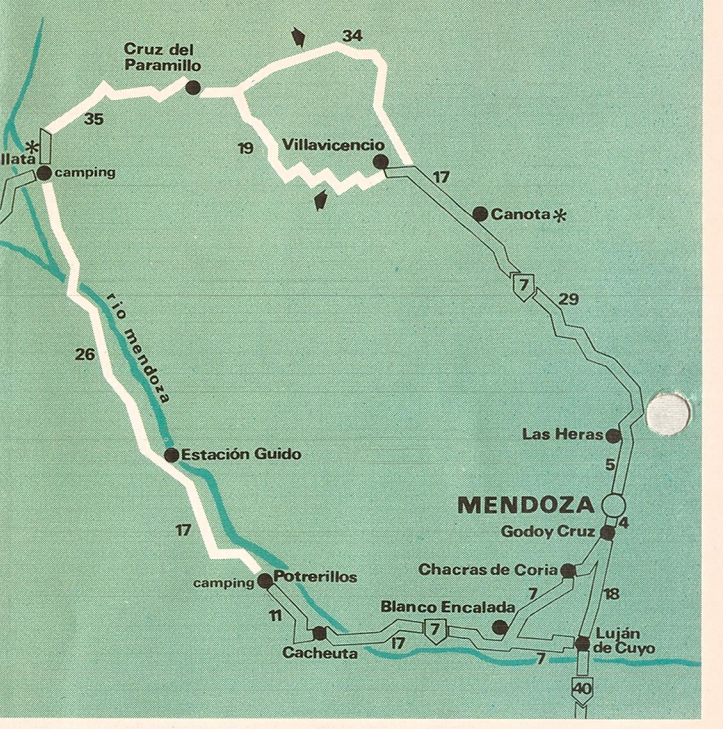 34
Cruz del
Paramillo
35
*
llata
camping
19
Villavicencio
17
Canota*
7
29
rio mendoza
26
Las Heras
5
Estación Guido
MENDOZA
4
Godoy Cruz
17
Chacras de Coria
camping
Potrerillos
7
18
Blanco Encalada
11
7
17
Luján
de Cuyo
Cacheuta
7
40